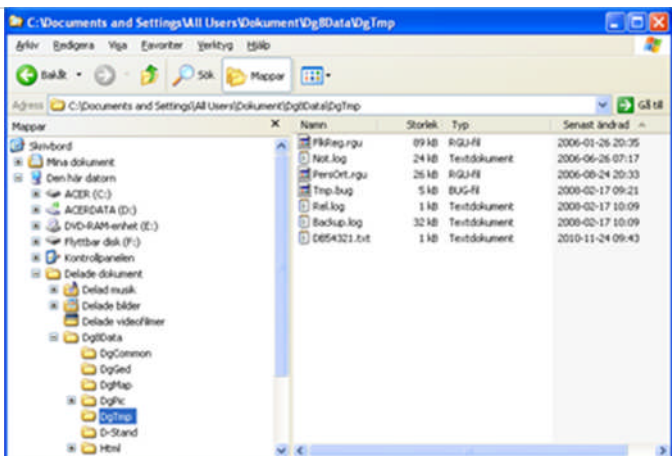 C:\Documents and Settings\All Users\Dokument\Dg8Data\DgTmp
Arkiv Redigera Visa Favoriter Verktyg Hjälp
Bakåt Sök Mappar
Adress C:\Documents and Settings\All Users\Dokument\Dg8Data\DgTmp Gå till
Mappar
Skrivbord
Mina dokument
Den här datorn
ACER (C:)
ACERDATA (D:)
DVD-RAM-enhet (E:)
Flyttbar disk (F:)
Kontrollpanelen
Delade dokument
Delad musik
Delade bilder
Delade videofilmer
Dg8Data
DgCommon
DgGed
DgMap
DgPic
DgTmp
D-Stand
Html
Namn Storlek Typ Senast ändrad
FlkReg.rgu 89 kB RGU-fil 2006-01-26 20:35
Not.log 24 kB Textdokument 2006-06-26 07:17
PersOrt.rgu 26 kB RGU-fil 2006-08-24 20:33
Tmp.bug 5 kB BUG-fil 2008-02-17 09:21
Rel.log 1 kB Textdokument 2008-02-17 10:09
Backup.log 32 kB Textdokument 2008-02-17 10:09
D854321.txt 1 kB Textdokument 2010-11-24 09:43